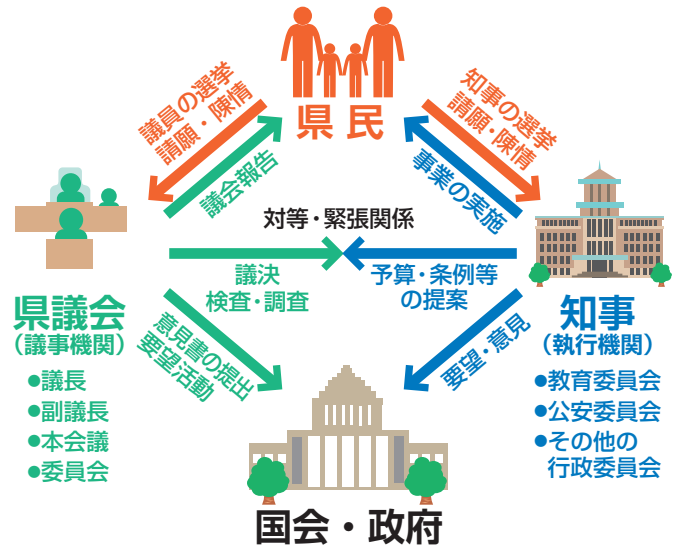 県民
議員の選挙
請願・陳情
議会報告
知事の選挙
請願・陳情
事業の実施
対等・緊張関係
議決
検査・調査
予算・条例等
の提案
県議会
（議事機関）
●議長
●副議長
●本会議
●委員会
意見書の提出
要望活動
要望・意見
知事
（執行機関）
●教育委員会
●公安委員会
●その他の
行政委員会
国会・政府